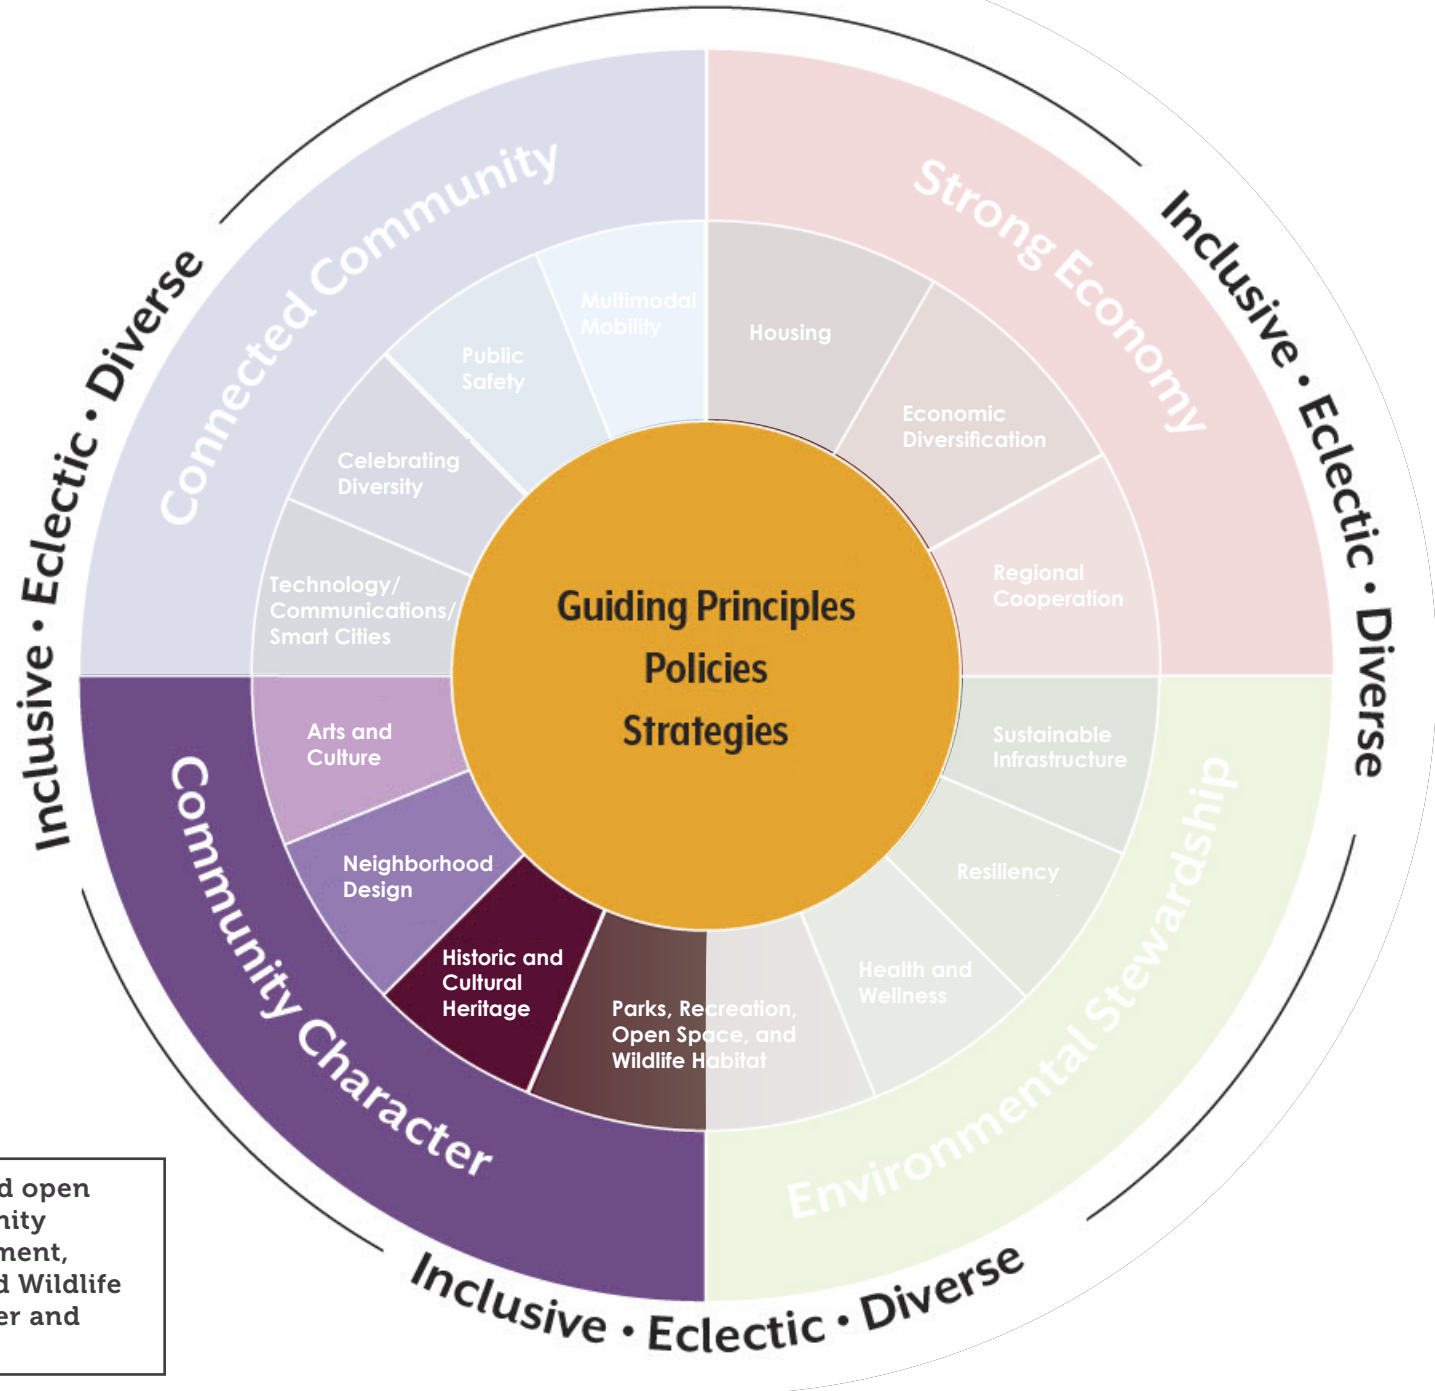 Inclusive • Eclectic • Diverse
Inclusive • Eclectic • Diverse
Inclusive • Eclectic • Diverse
Connected Community
Strong Economy
Community Character
Environmental Stewardship
Multimodal
Mobility
Public
Safety
Celebrating
Diversity
Technology/
Communications/
Smart Cities
Housing
Economic
Diversification
Regional
Cooperation
Guiding Principles
Policies
Strategies
Arts and
Culture
Neighborhood
Design
Historic and
Cultural
Heritage
Parks, Recreation,
Open Space, and
Wildlife Habitat
Health and
Wellness
Resiliency
Sustainable
Infrastructure
d open
nity
ment,
d Wildlife
er and